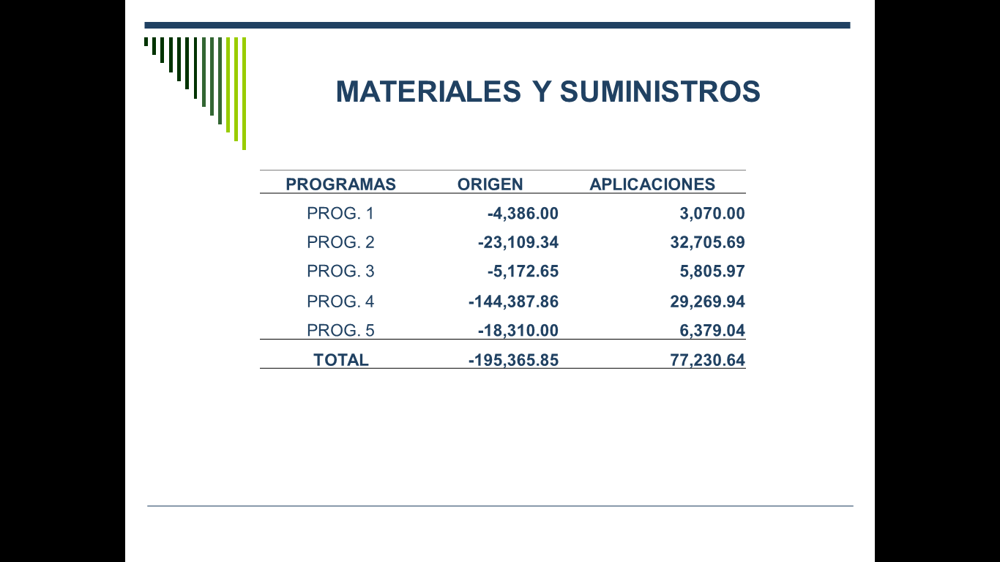 MATERIALES Y SUMINISTROS
PROGRAMAS ORIGEN APLICACIONES
PROG. 1 -4,386.00 3,070.00
PROG. 2 -23,109.34 32,705.69
PROG. 3 -5,172.65 5,805.97
PROG. 4 -144,387.86 29,269.94
PROG. 5 -18,310.00 6,379.04
TOTAL -195,365.85 77,230.64